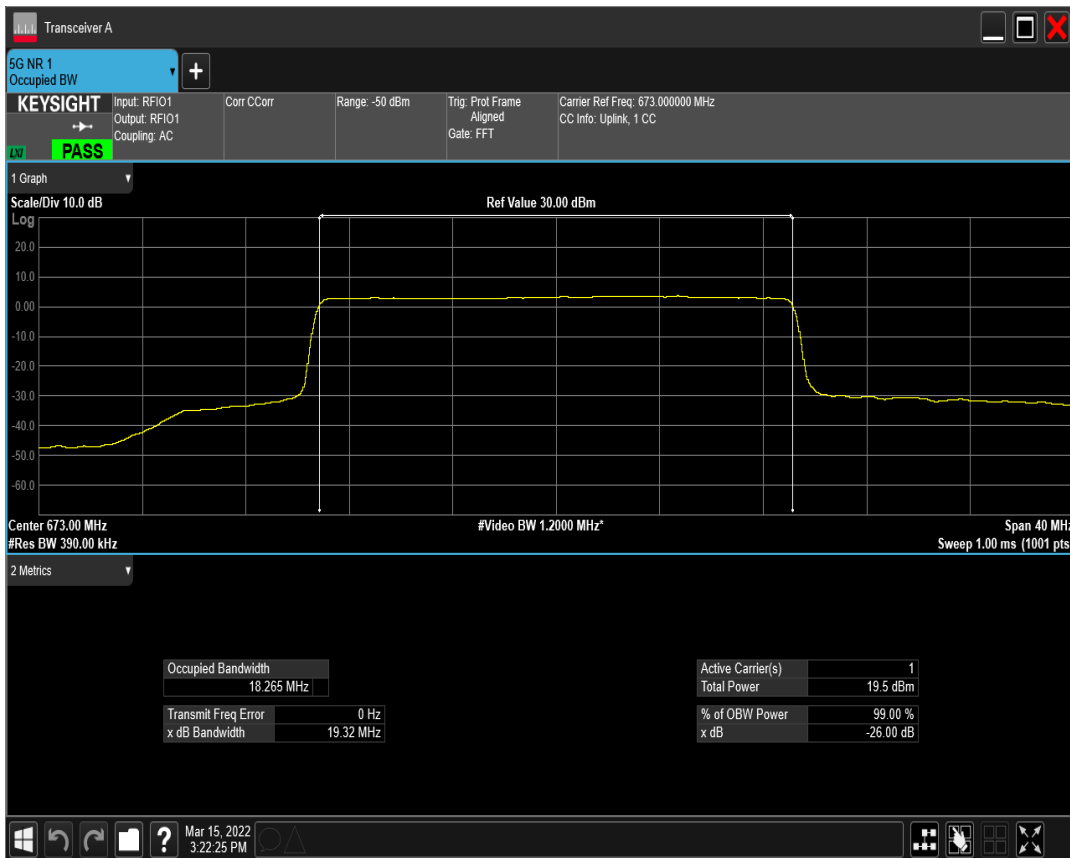 Transceiver A
5G NR 1
Occupied BW
KEYSIGHT
LXI
PASS
Input: RFIO1
Output: RFIO1
Coupling: AC
Corr CCorr
Range: -50 dBm
Trig: Prot Frame
Aligned
Gate: FFT
Carrier Ref Freq: 673.000000 MHz
CC Info: Uplink, 1 CC
1 Graph
Scale/Div 10.0 dB
Ref Value 30.00 dBm
Log
20.0
10.0
0.00
-10.0
-20.0
-30.0
-40.0
-50.0
-60.0
Center 673.00 MHz
#Video BW 1.2000 MHz*
Span 40 MHz
#Res BW 390.00 kHz
Sweep 1.00 ms (1001 pts
2 Metrics
Occupied Bandwidth
18.265 MHz
Transmit Freq Error 0 Hz
x dB Bandwidth 19.32 MHz
Active Carrier(s) 1
Total Power 19.5 dBm
% of OBW Power 99.00 %
x dB -26.00 dB
?
Mar 15, 2022
3:22:25 PM